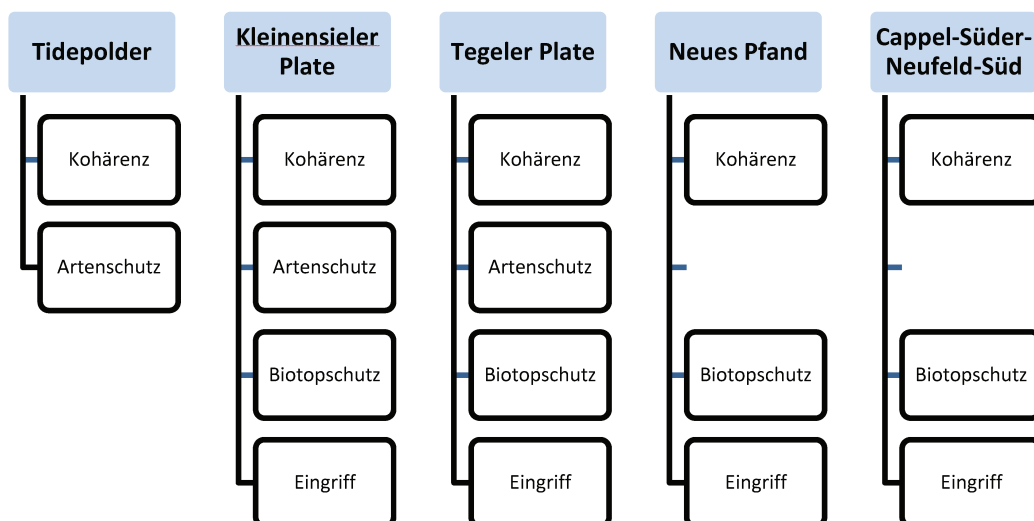 Tidepolder
Kohärenz
Artenschutz
Kleinensieler
Plate
Kohärenz
Artenschutz
Biotopschutz
Eingriff
Tegeler Plate
Kohärenz
Artenschutz
Biotopschutz
Eingriff
Neues Pfand
Kohärenz
Biotopschutz
Eingriff
Cappel-Süder-
Neufeld-Süd
Kohärenz
Biotopschutz
Eingriff